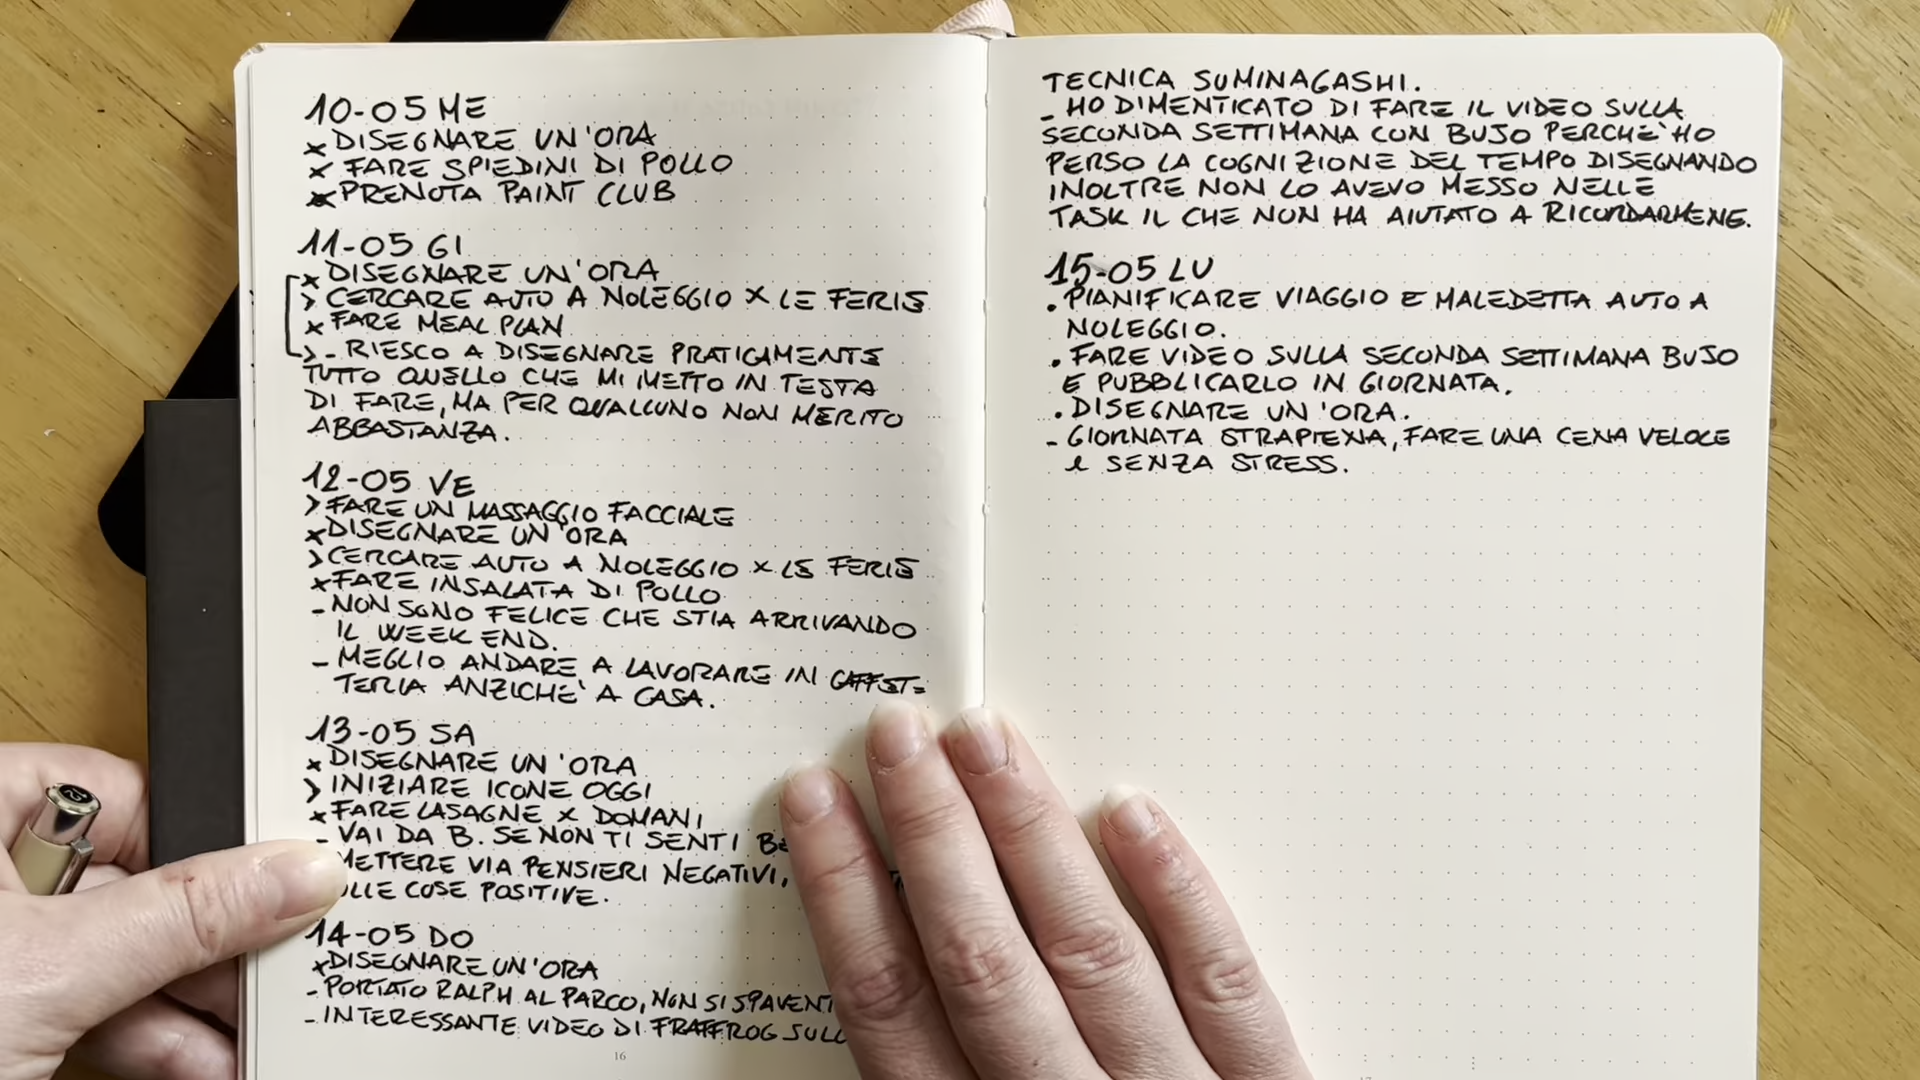 10-05 ME
× DISEGNARE UN'ORA
× FARE SPIEDINI DI POLLO
× PRENOTA PAINT CLUB
11-05 GI
× DISEGNARE UN'ORA
> CERCARE AUTO A NOLEGGIO X LE FERIE
× FARE MEAL PLAN
> - RIESCO A DISEGNARE PRATICAMENTE
TUTTO QUELLO CHE MI METTO IN TESTA
DI FARE, MA PER QUALCUNO NON MERITO
ABBASTANZA.
12-05 VE
> FARE UN MASSAGGIO FACCIALE
× DISEGNARE UN'ORA
> CERCARE AUTO A NOLEGGIO X LE FERIE
× FARE INSALATA DI POLLO
- NON SONO FELICE CHE STIA ARRIVANDO
IL WEEK END.
- MEGLIO ANDARE A LAVORARE IN CAFFET=
TERIA ANZICHE' A CASA.
13-05 SA
× DISEGNARE UN'ORA
> INIZIARE ICONE OGGI
× FARE LASAGNE X DOMANI
- VAI DA B. SE NON TI SENTI
METTERE VIA PENSIERI NEGATIVI,
COSE POSITIVE.
14-05 DO
× DISEGNARE UN'ORA
- PORTATO RALPH AL PARCO, NON SI
- INTERESSANTE VIDEO DI FRAFFROG
16
TECNICA SUMINAGASHI.
- HO DIMENTICATO DI FARE IL VIDEO SULLA
SECONDA SETTIMANA CON BUJO PERCHE' HO
PERSO LA COGNIZIONE DEL TEMPO DISEGNANDO
INOLTRE NON LO AVEVO MESSO NELLE
TASK IL CHE NON HA AIUTATO A RICORDARMENE.
15-05 LU
• PIANIFICARE VIAGGIO E MALEDETTA AUTO A
NOLEGGIO.
• FARE VIDEO SULLA SECONDA SETTIMANA BUJO
E PUBBLICARLO IN GIORNATA.
• DISEGNARE UN'ORA.
- GIORNATA STRAPIENA, FARE UNA CENA VELOCE
e SENZA STRESS.